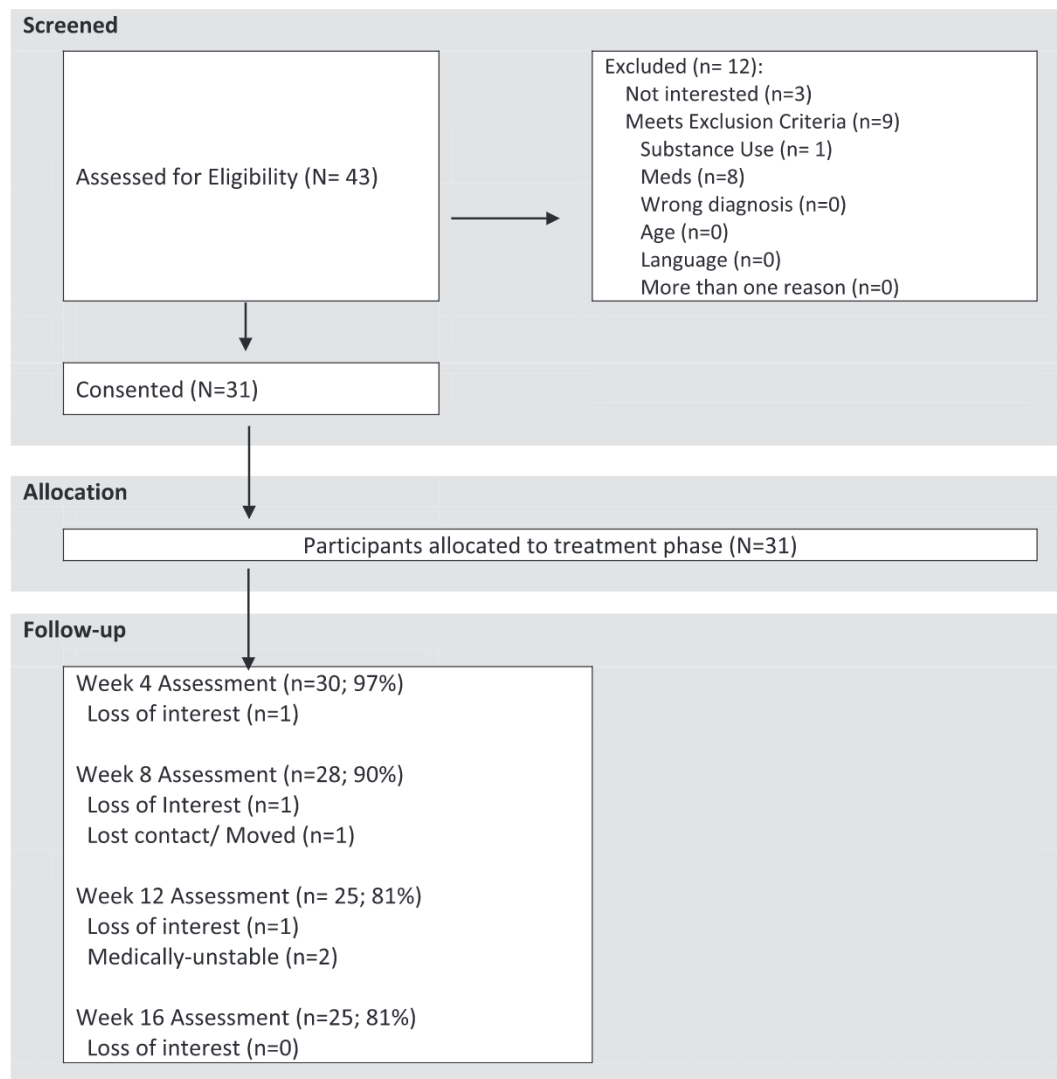 Screened
Assessed for Eligibility (N= 43)
Excluded (n= 12):
Not interested (n=3)
Meets Exclusion Criteria (n=9)
Substance Use (n= 1)
Meds (n=8)
Wrong diagnosis (n=0)
Age (n=0)
Language (n=0)
More than one reason (n=0)
Consented (N=31)
Allocation
Participants allocated to treatment phase (N=31)
Follow-up
Week 4 Assessment (n=30; 97%)
Loss of interest (n=1)
Week 8 Assessment (n=28; 90%)
Loss of Interest (n=1)
Lost contact/ Moved (n=1)
Week 12 Assessment (n= 25; 81%)
Loss of interest (n=1)
Medically-unstable (n=2)
Week 16 Assessment (n=25; 81%)
Loss of interest (n=0)